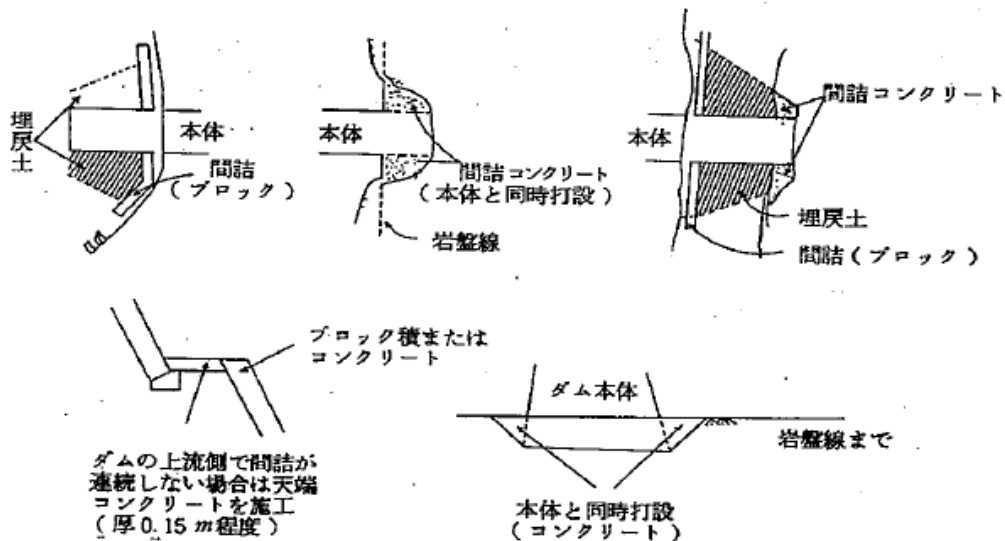 埋戻土
本体
間詰
(ブロック)
本体
間詰コンクリート
(本体と同時打設)
岩盤線
本体
間詰コンクリート
埋戻土
間詰(ブロック)
ブロック積または
コンクリート
ダムの上流側で間詰が
連続しない場合は天端
コンクリートを施工
(厚0.15m程度)
ダム本体
岩盤線まで
本体と同時打設
(コンクリート)